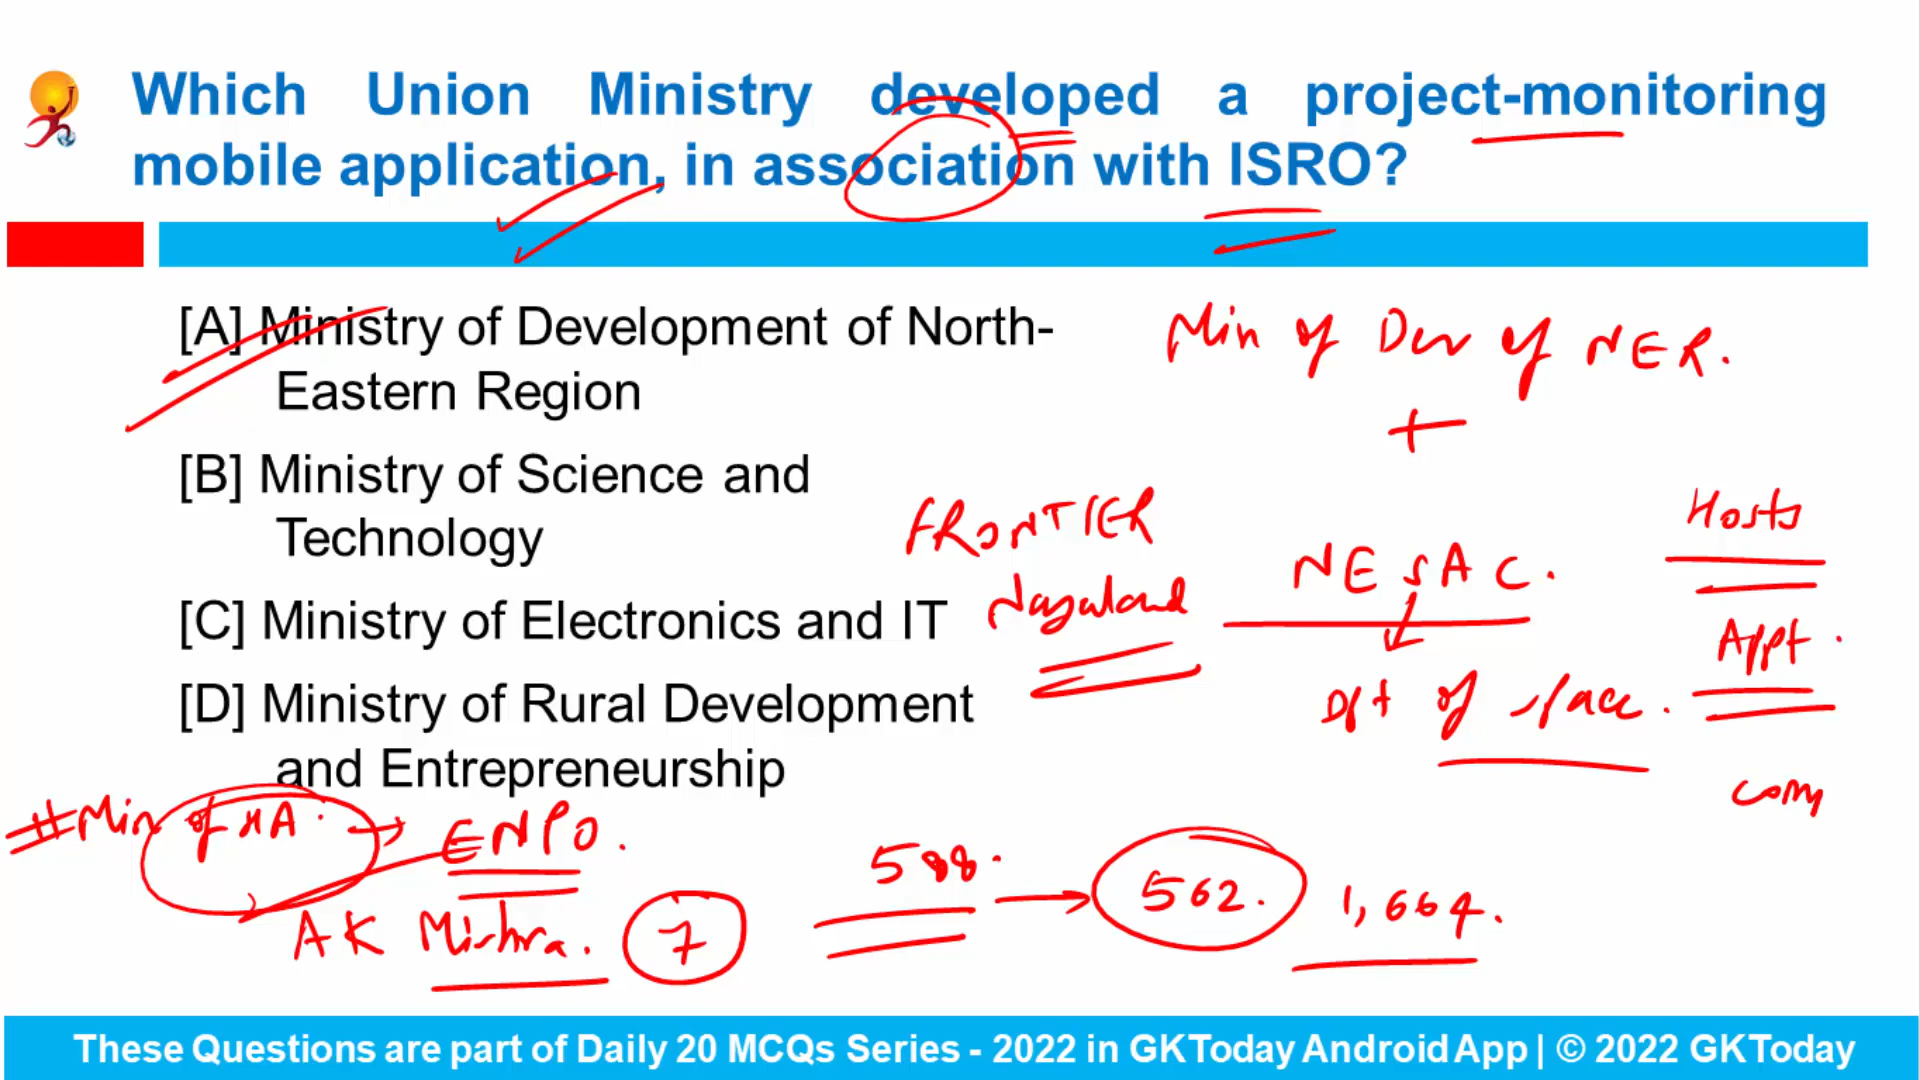 Which Union Ministry developed a project-monitoring
mobile application, in association with ISRO?
[A] Ministry of Development of North-
Eastern Region
[B] Ministry of Science and
Technology
[C] Ministry of Electronics and IT
[D] Ministry of Rural Development
and Entrepreneurship
Min of Dev of NER.
+
FRONTIER
Nagaland
NESAC.
Dpt of space.
Hosts
Appt.
com
#Min of HA.
ENPO.
AK Mishra.
7
588.
562.
1,664.
These Questions are part of Daily 20 MCQs Series - 2022 in GKToday Android App | © 2022 GKToday